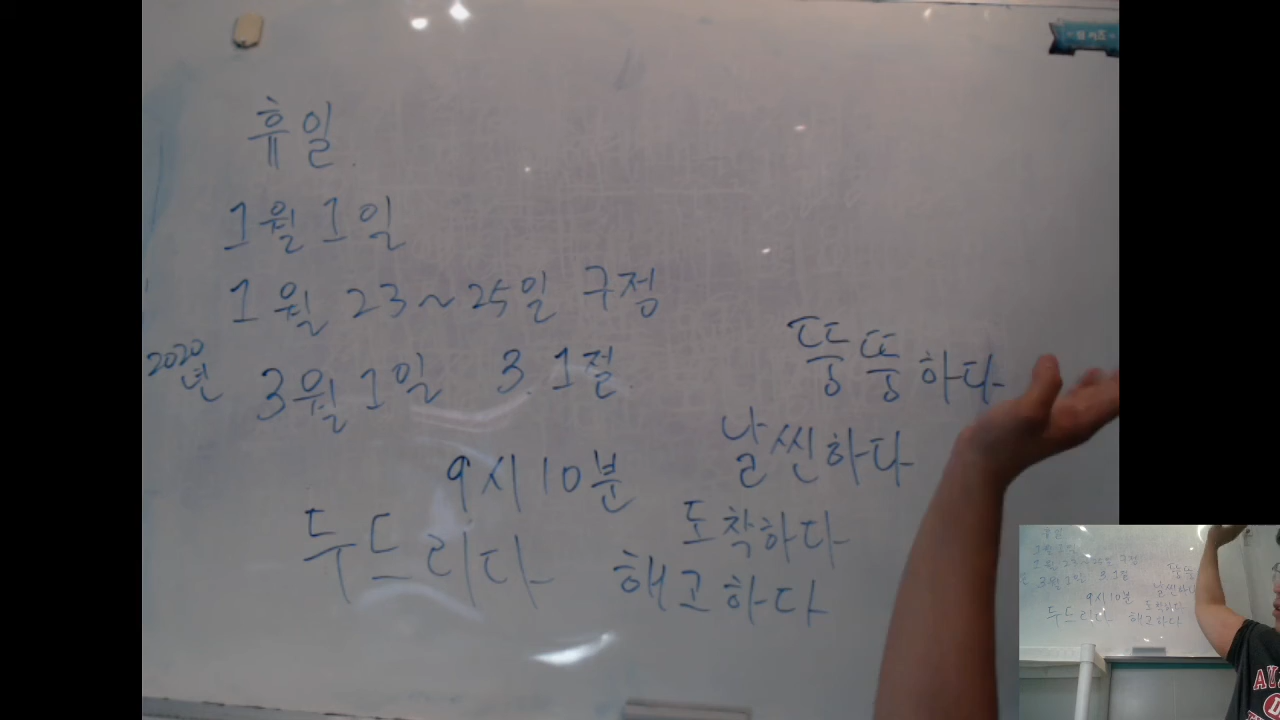 휴일.
1월 1일
1월 23~25일 구정
2020년 3월 1일 3.1절.
뚱뚱하다
날씬하다
9시 10분
도착하다
두드리다
해고하다